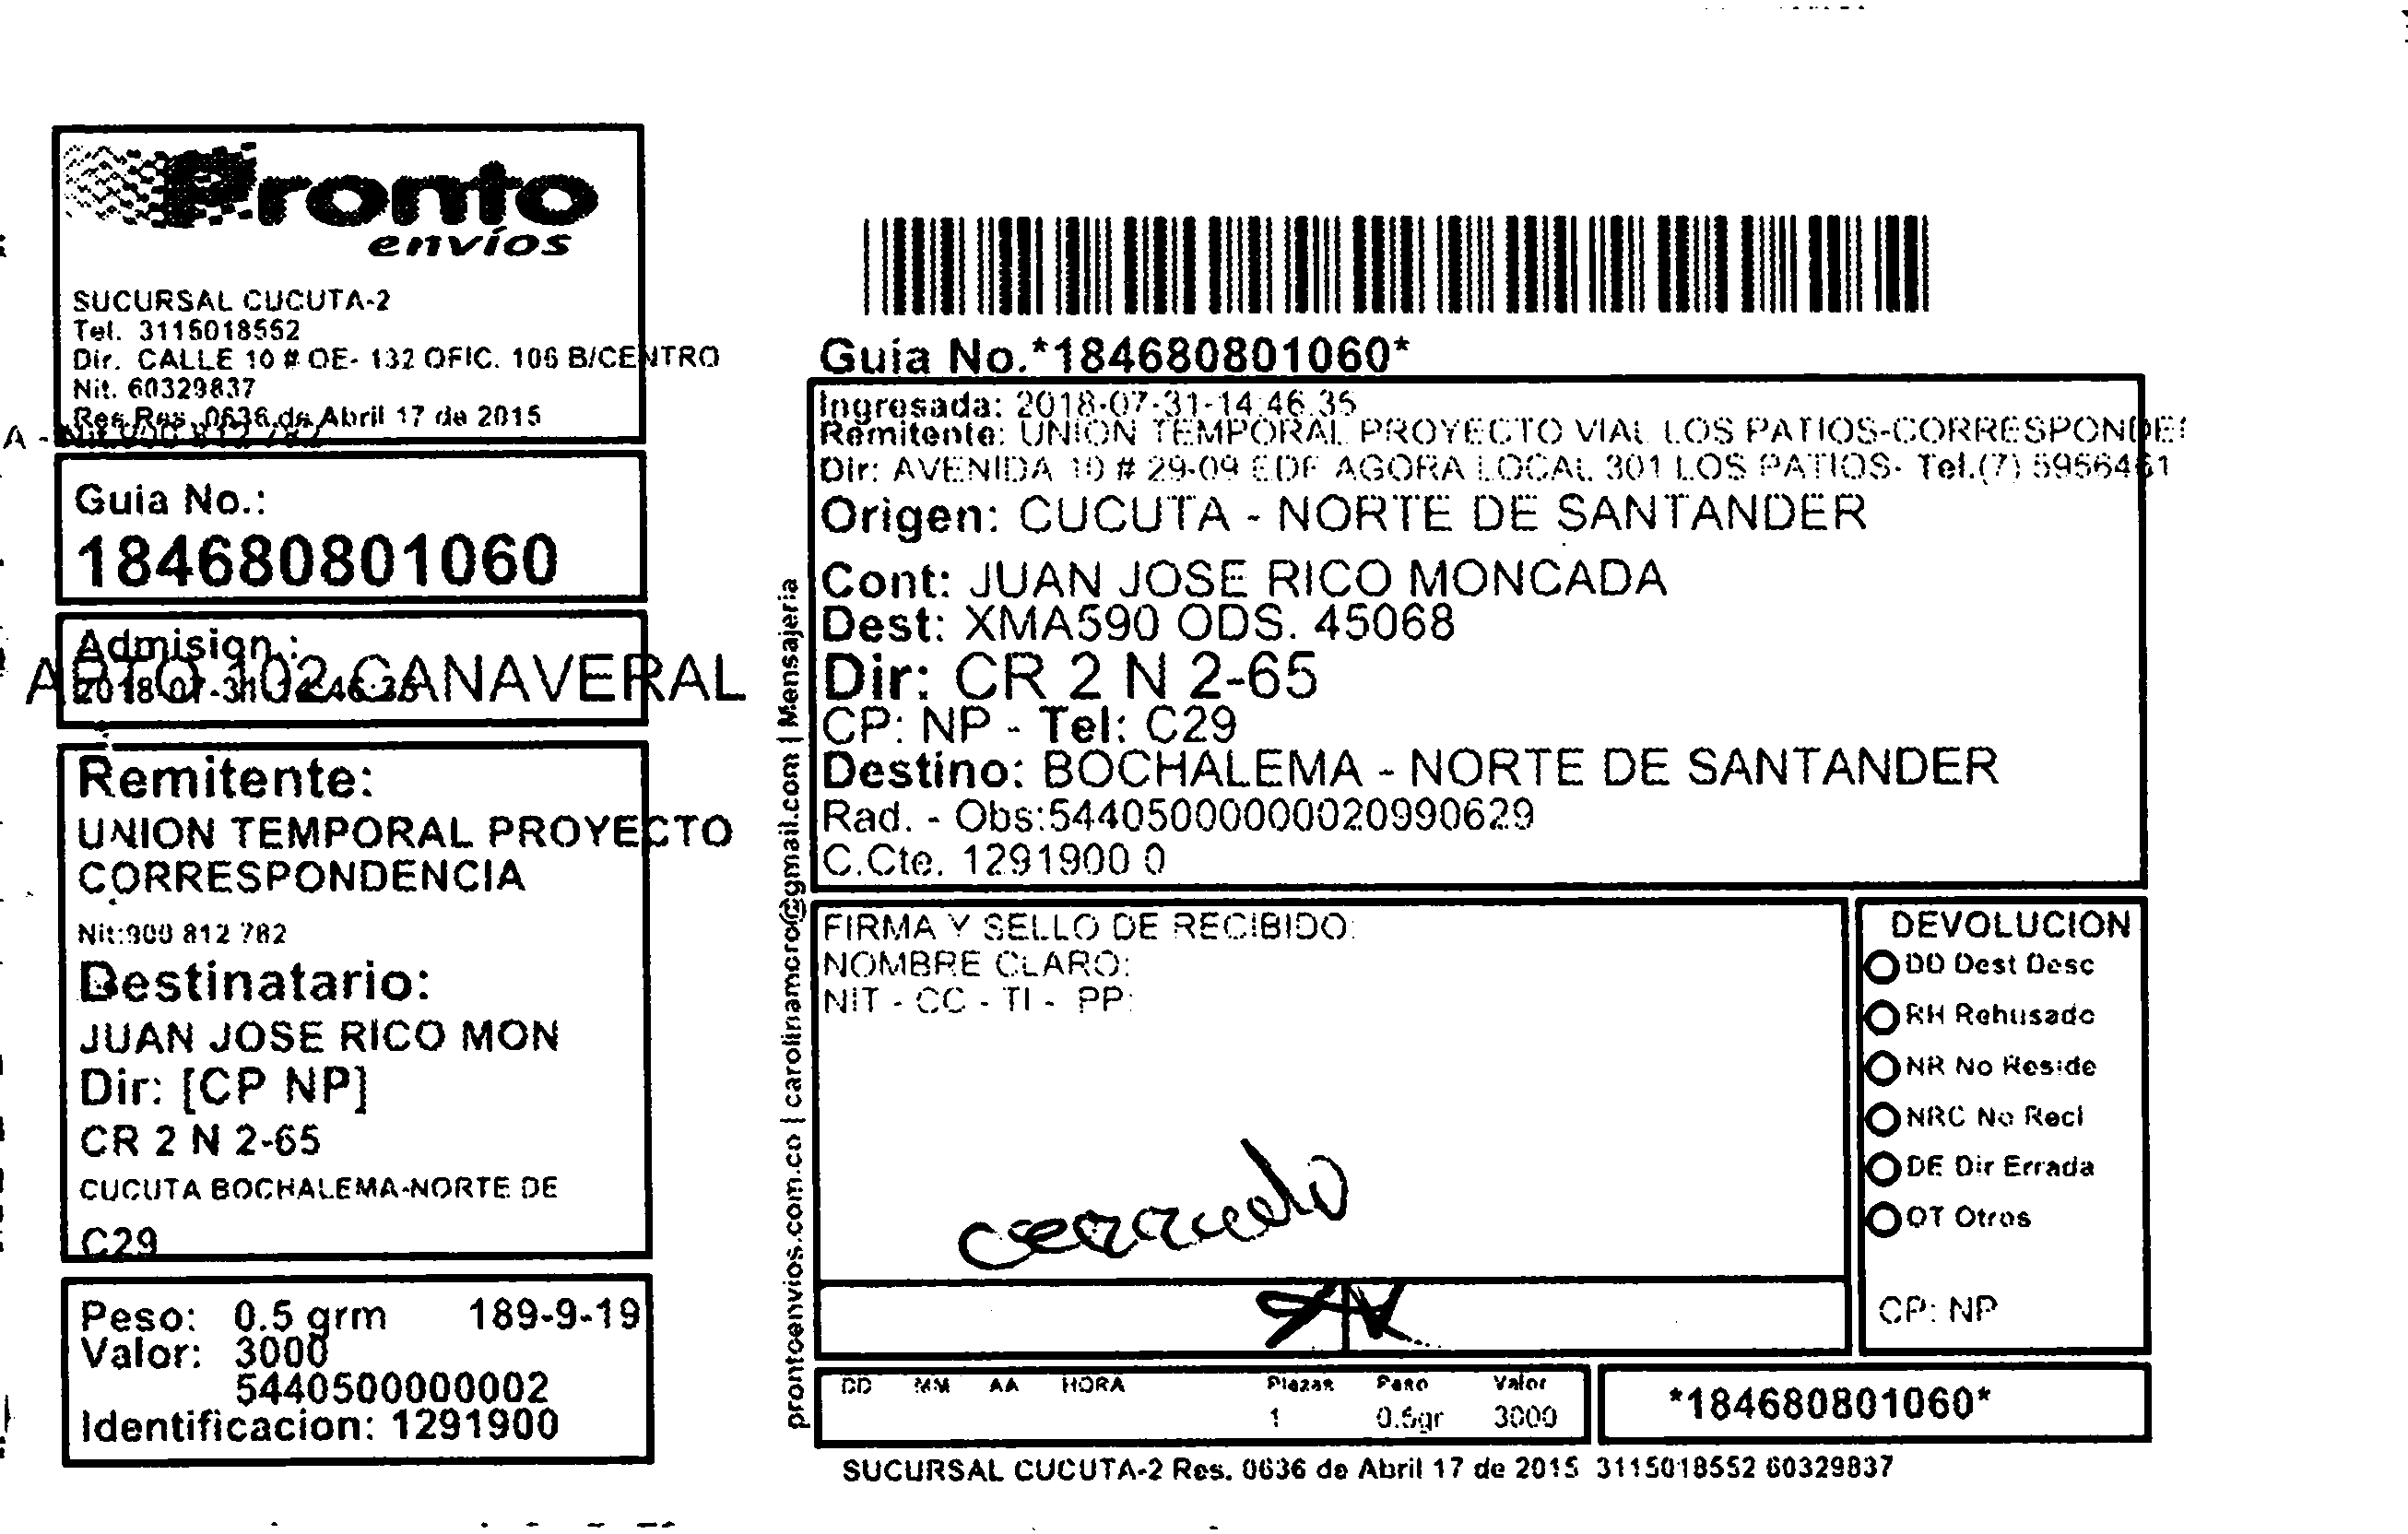 Pronto
envíos
SUCURSAL CUCUTA-2
Tel. 3115018552
Dir. CALLE 10 # OE- 132 OFIC. 106 B/CENTRO
Nit. 60329837
Res.Res. 0636 de Abril 17 de 2015
Guia No.:
184680801060
Admision.:
APTO 102 CANAVERAL
Remitente:
UNION TEMPORAL PROYECTO
CORRESPONDENCIA
Nit:900 812 782
Destinatario:
JUAN JOSE RICO MON
Dir: [CP NP]
CR 2 N 2-65
CUCUTA BOCHALEMA-NORTE DE
C29
Peso: 0.5 grm 189-9-19
Valor: 3000
5440500000002
Identificacion: 1291900
prontoenvios.com.co | carolinamcro@gmail.com | Mensajeria
Guia No.*184680801060*
Ingresada: 2018-07-31-14:46.35
Remitente: UNION TEMPORAL PROYECTO VIAL LOS PATIOS-CORRESPONDE
Dir: AVENIDA 10 # 29-09 EDF AGORA LOCAL 301 LOS PATIOS- Tel.(7) 5956461
Origen: CUCUTA - NORTE DE SANTANDER
Cont: JUAN JOSE RICO MONCADA
Dest: XMA590 ODS. 45068
Dir: CR 2 N 2-65
CP: NP - Tel: C29
Destino: BOCHALEMA - NORTE DE SANTANDER
Rad. - Obs:544050000000020990629
C.Cte. 1291900 0
FIRMA Y SELLO DE RECIBIDO:
NOMBRE CLARO:
NIT - CC - TI - PP:
DEVOLUCION
DD Dest Desc
RH Rehusado
NR No Reside
NRC No Recl
DE Dir Errada
OT Otros
CP: NP
DD MM AA HORA Piezas Peso Valor
1 0.5gr 3000
*184680801060*
SUCURSAL CUCUTA-2 Res. 0636 de Abril 17 de 2015 3115018552 60329837